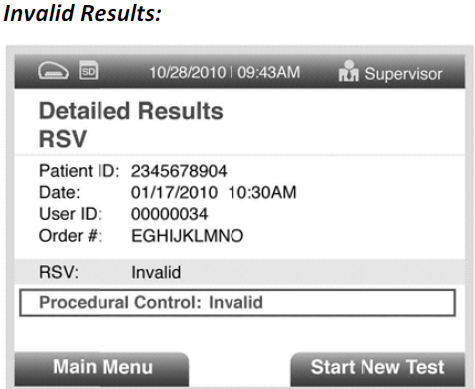 Invalid Results:
SD 10/28/2010 | 09:43AM Supervisor
Detailed Results
RSV
Patient ID: 2345678904
Date: 01/17/2010 10:30AM
User ID: 00000034
Order #: EGHIJKLMNO
RSV: Invalid
Procedural Control: Invalid
Main Menu Start New Test